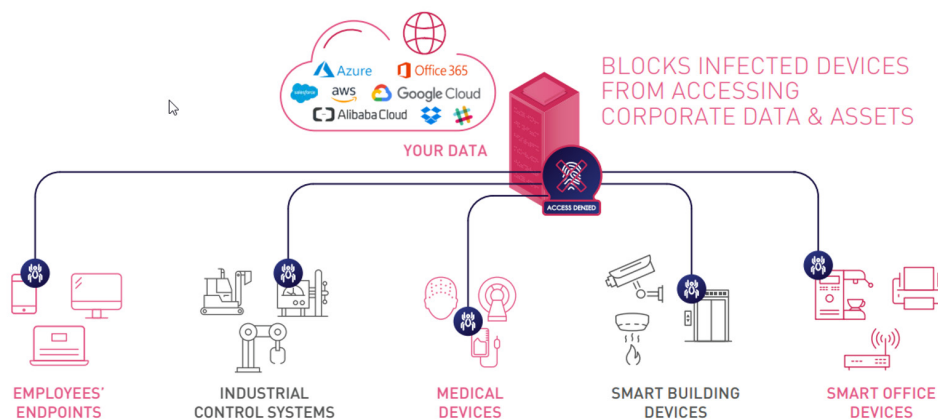 Azure
Office 365
salesforce
aws
Google Cloud
Alibaba Cloud
YOUR DATA
BLOCKS INFECTED DEVICES
FROM ACCESSING
CORPORATE DATA & ASSETS
ACCESS DENIED
EMPLOYEES'
ENDPOINTS
INDUSTRIAL
CONTROL SYSTEMS
MEDICAL
DEVICES
SMART BUILDING
DEVICES
SMART OFFICE
DEVICES